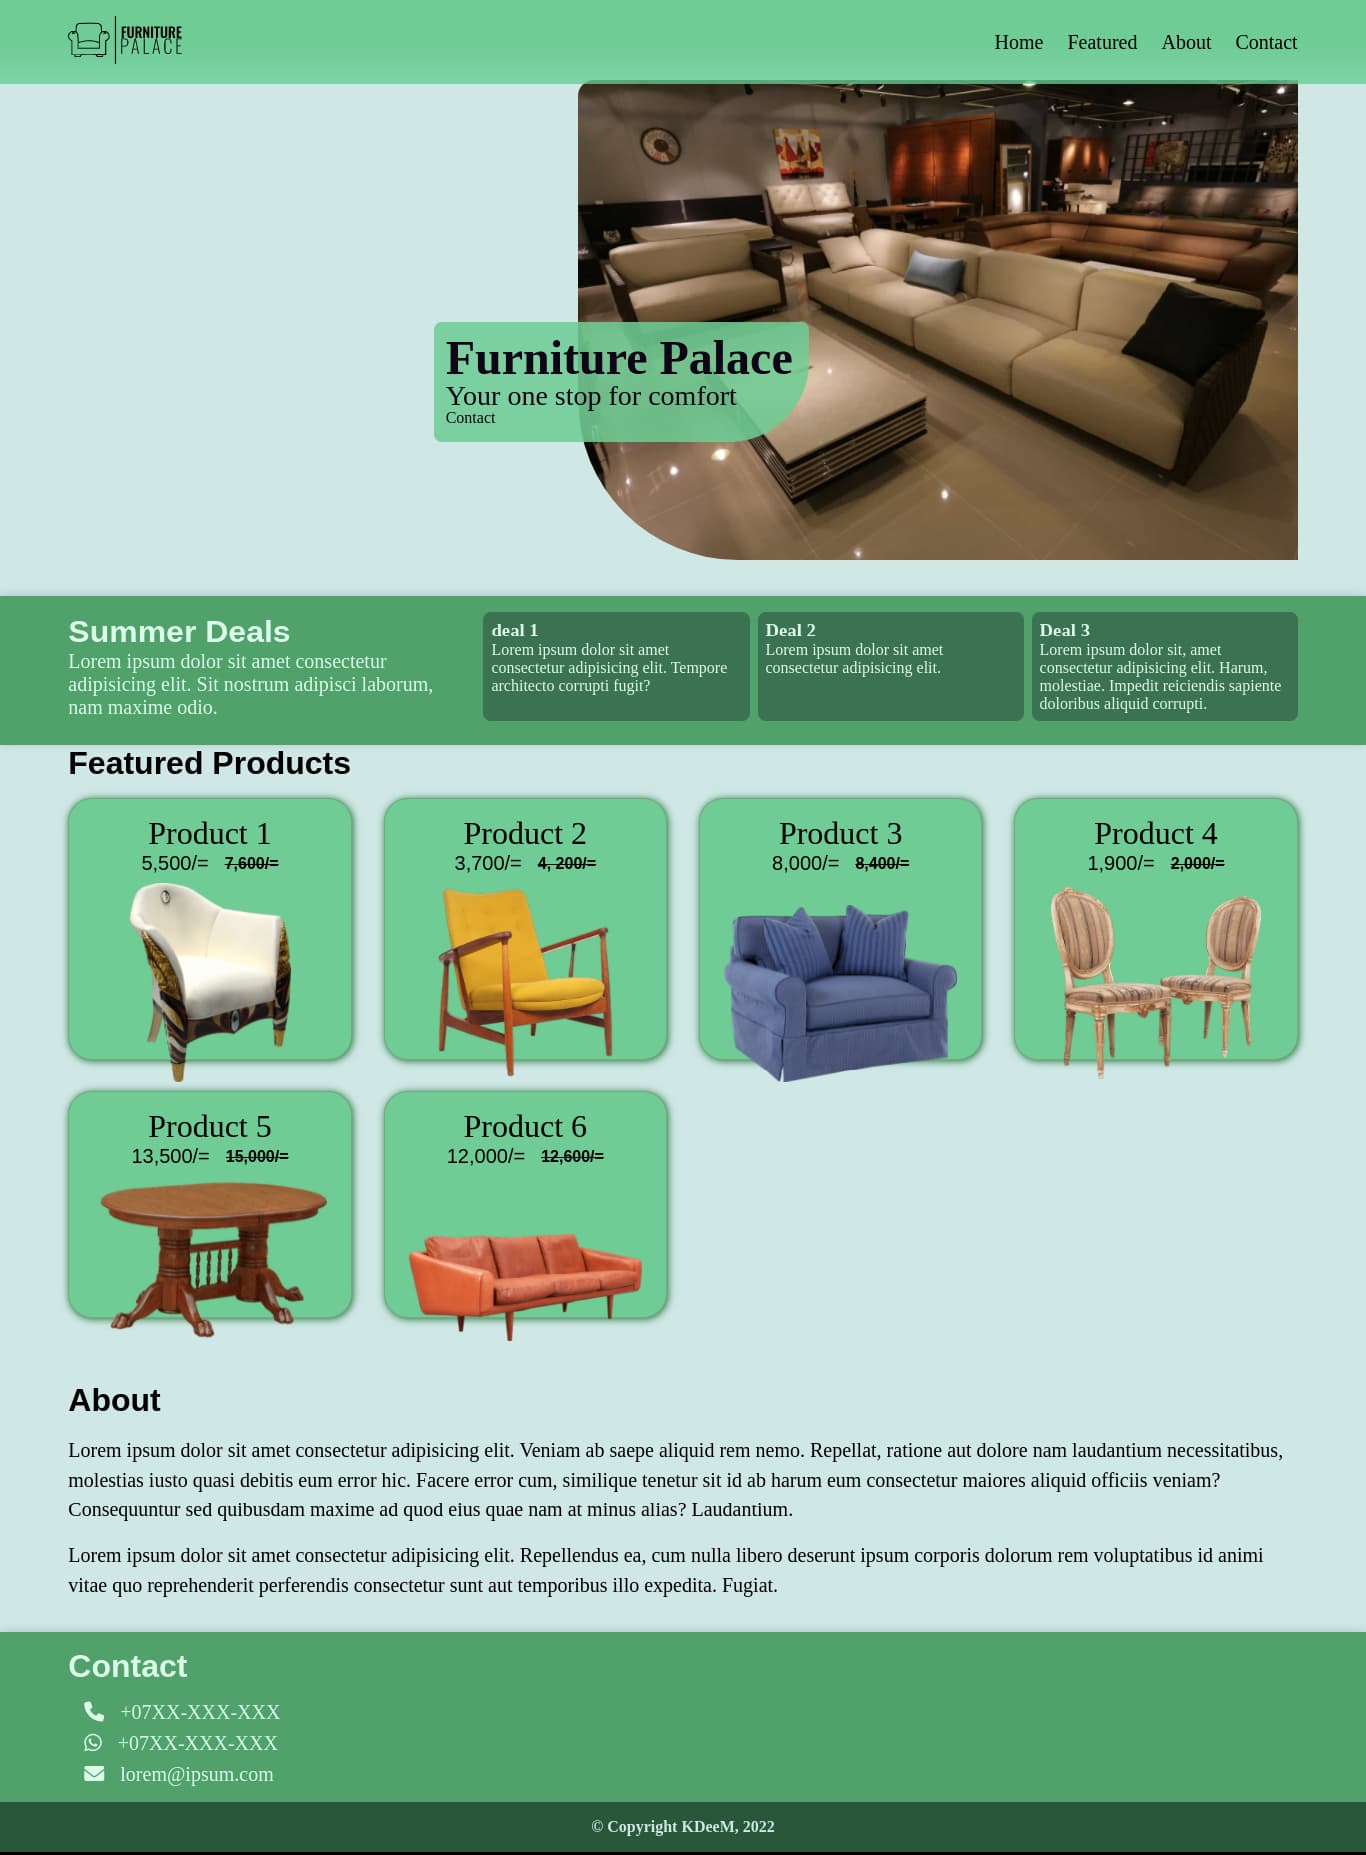 FURNITURE
PALACE
Home Featured About Contact
Furniture Palace
Your one stop for comfort
Contact
Summer Deals
Lorem ipsum dolor sit amet consectetur
adipisicing elit. Sit nostrum adipisci laborum,
nam maxime odio.
deal 1
Lorem ipsum dolor sit amet
consectetur adipisicing elit. Tempore
architecto corrupti fugit?
Deal 2
Lorem ipsum dolor sit amet
consectetur adipisicing elit.
Deal 3
Lorem ipsum dolor sit, amet
consectetur adipisicing elit. Harum,
molestiae. Impedit reiciendis sapiente
doloribus aliquid corrupti.
Featured Products
Product 1
5,500/= 7,600/=
Product 2
3,700/= 4, 200/=
Product 3
8,000/= 8,400/=
Product 4
1,900/= 2,000/=
Product 5
13,500/= 15,000/=
Product 6
12,000/= 12,600/=
About
Lorem ipsum dolor sit amet consectetur adipisicing elit. Veniam ab saepe aliquid rem nemo. Repellat, ratione aut dolore nam laudantium necessitatibus,
molestias iusto quasi debitis eum error hic. Facere error cum, similique tenetur sit id ab harum eum consectetur maiores aliquid officiis veniam?
Consequuntur sed quibusdam maxime ad quod eius quae nam at minus alias? Laudantium.
Lorem ipsum dolor sit amet consectetur adipisicing elit. Repellendus ea, cum nulla libero deserunt ipsum corporis dolorum rem voluptatibus id animi
vitae quo reprehenderit perferendis consectetur sunt aut temporibus illo expedita. Fugiat.
Contact
+07XX-XXX-XXX
+07XX-XXX-XXX
lorem@ipsum.com
© Copyright KDeeM, 2022